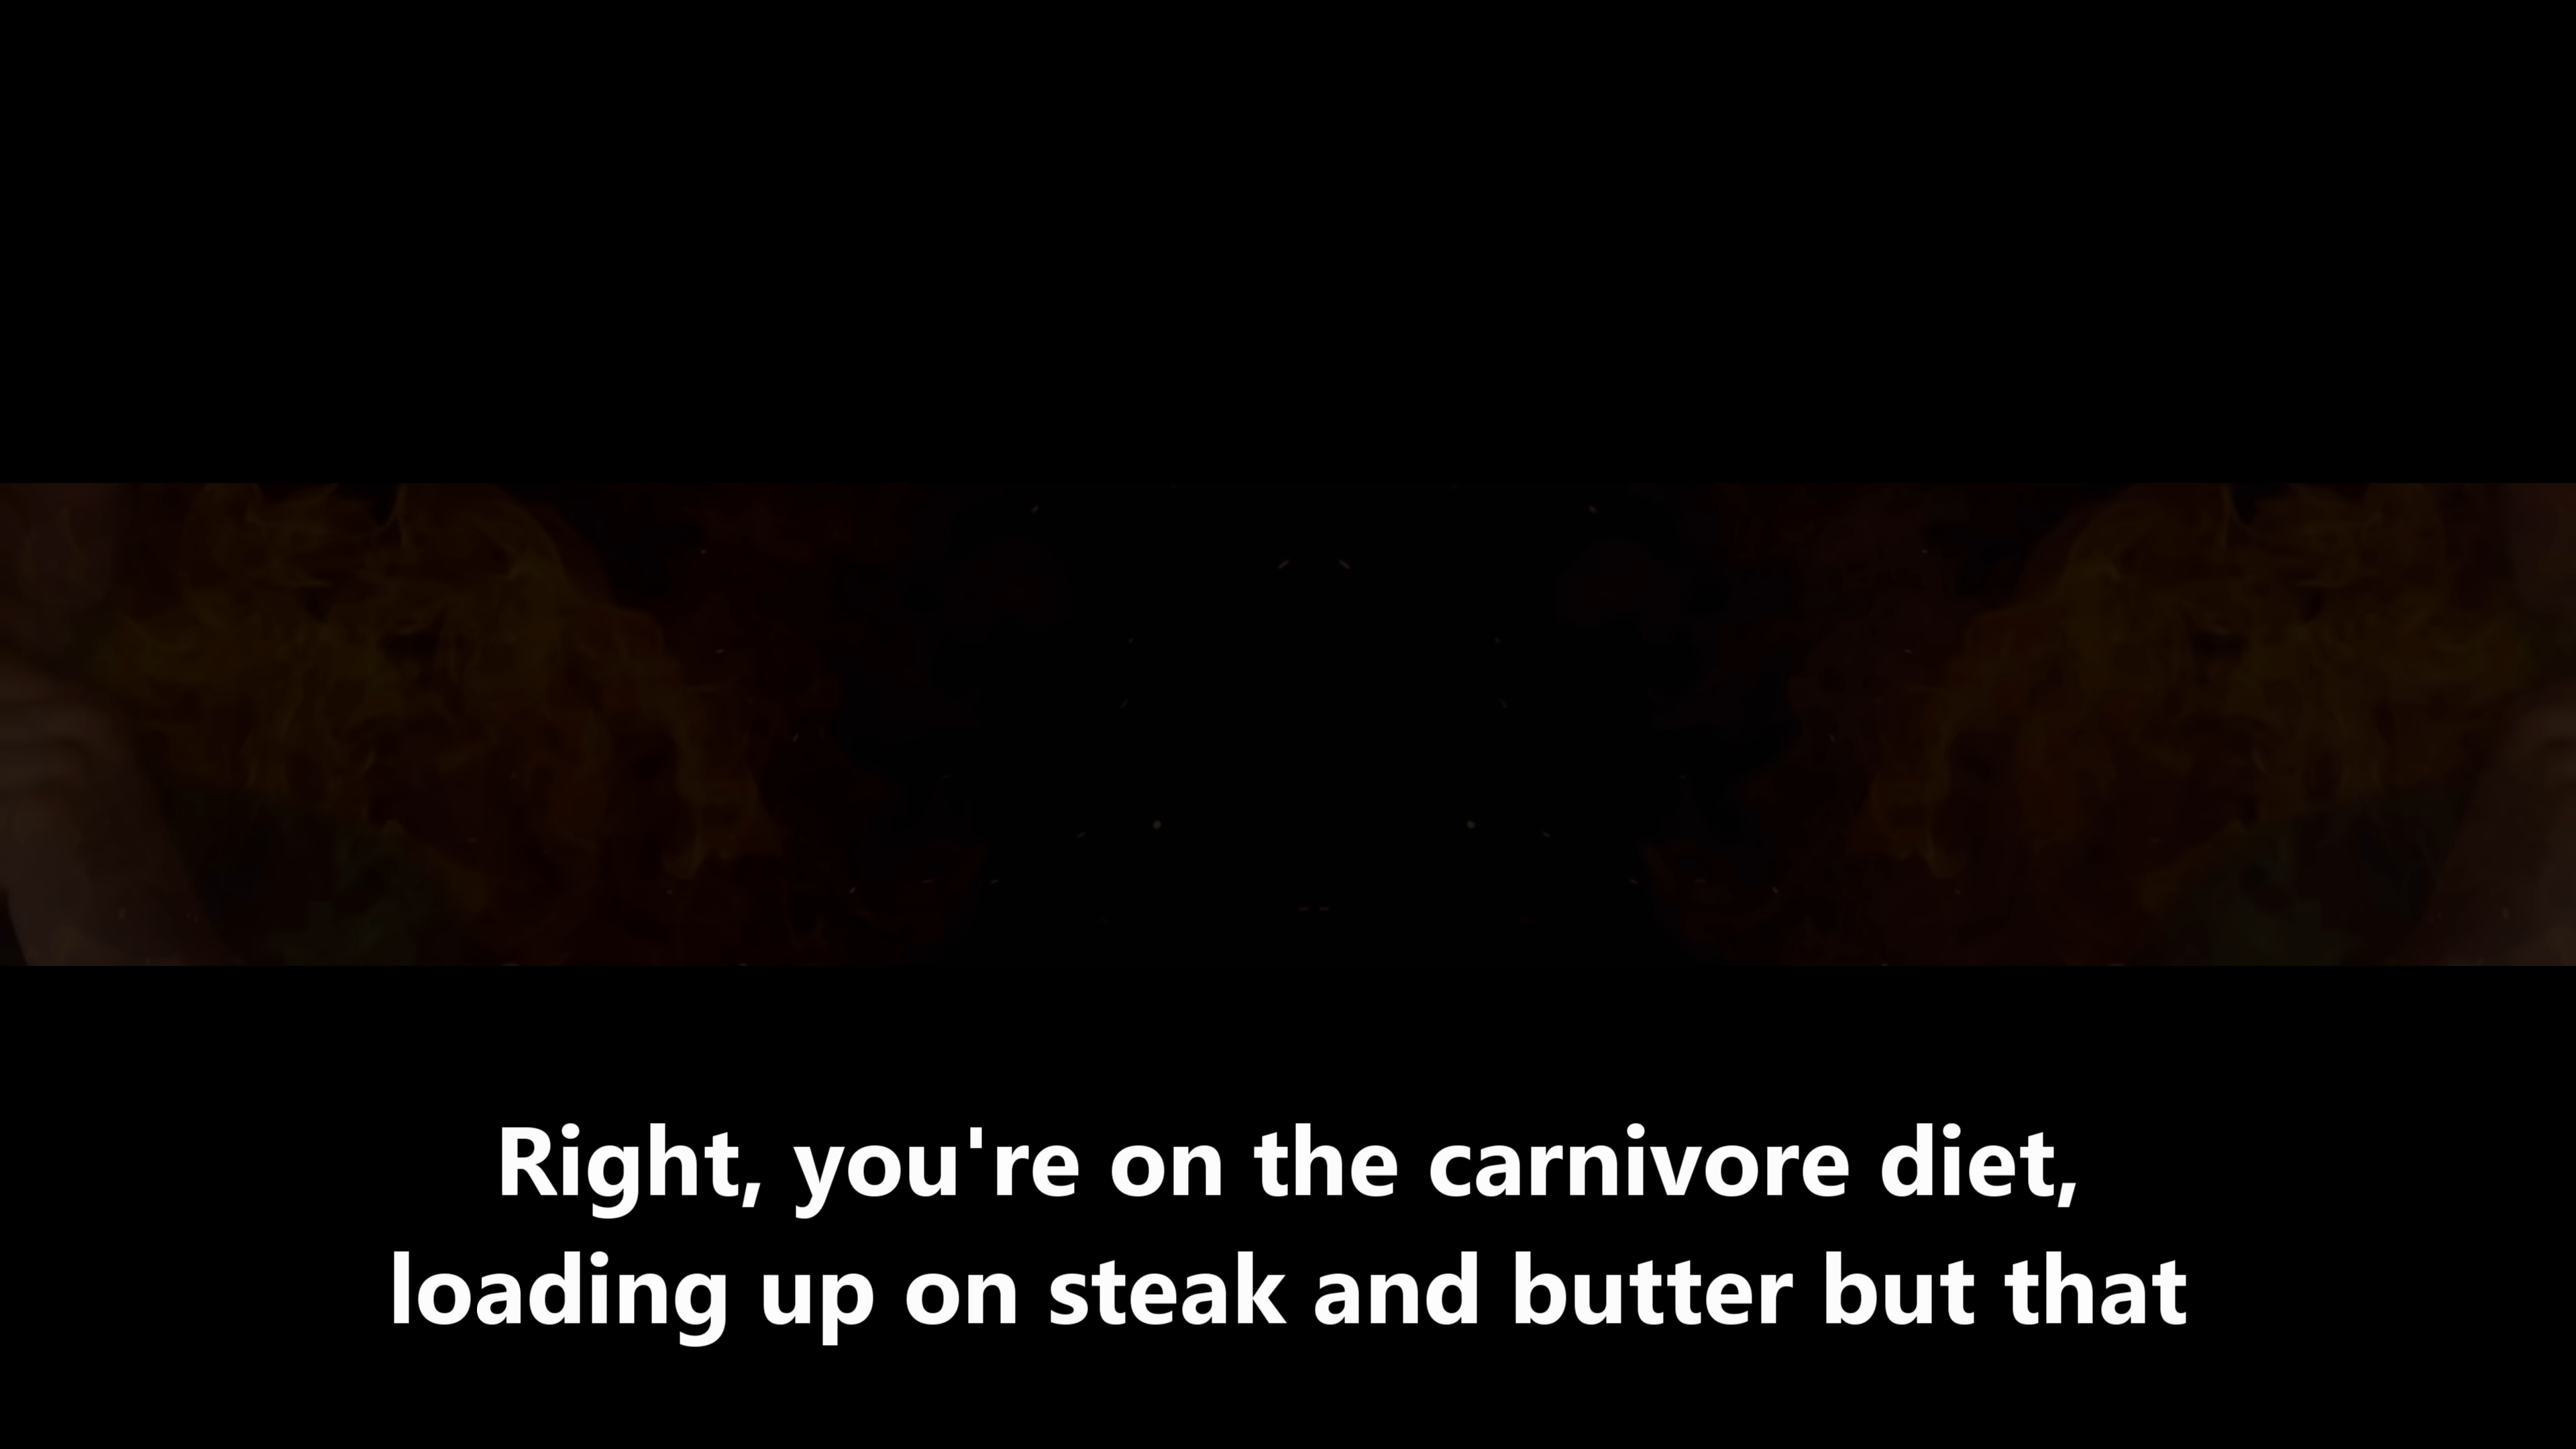 Right, you're on the carnivore diet,
loading up on steak and butter but that